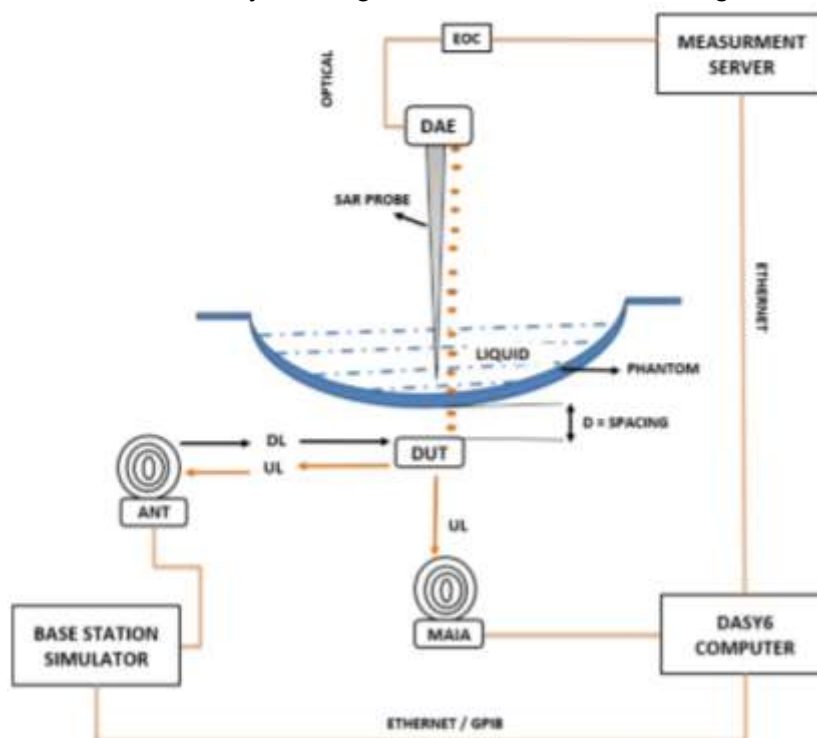 EOC
MEASURMENT
SERVER
OPTICAL
DAE
SAR PROBE
ETHERNET
LIQUID
PHANTOM
D = SPACING
DL
UL
DUT
ANT
UL
MAIA
BASE STATION
SIMULATOR
DASY6
COMPUTER
ETHERNET / GPIB